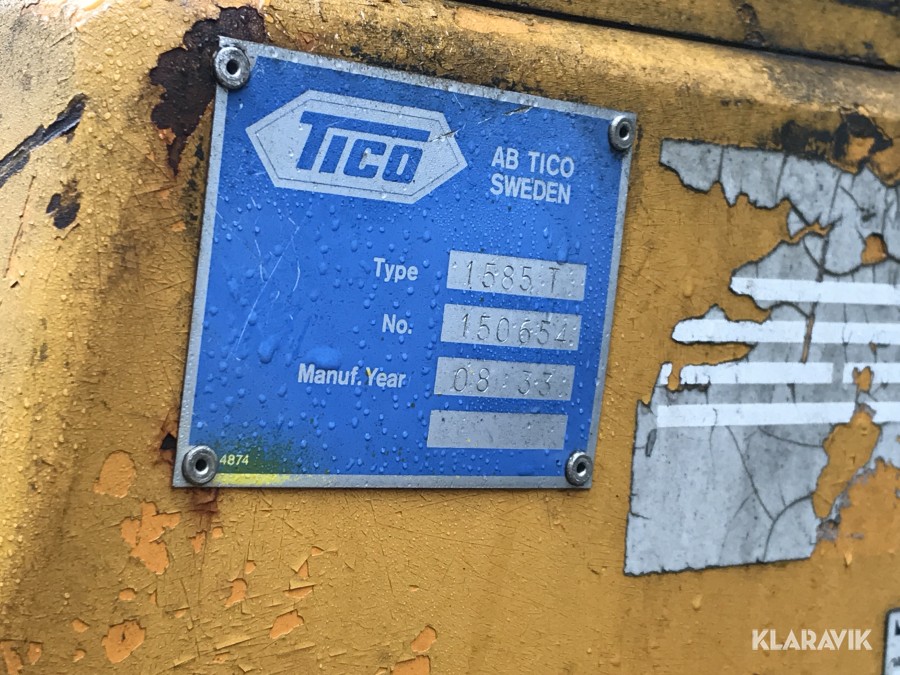 TICO
AB TICO
SWEDEN
Type 1585 T
No. 150654
Manuf. Year 08 33
4874
KLARAVIK